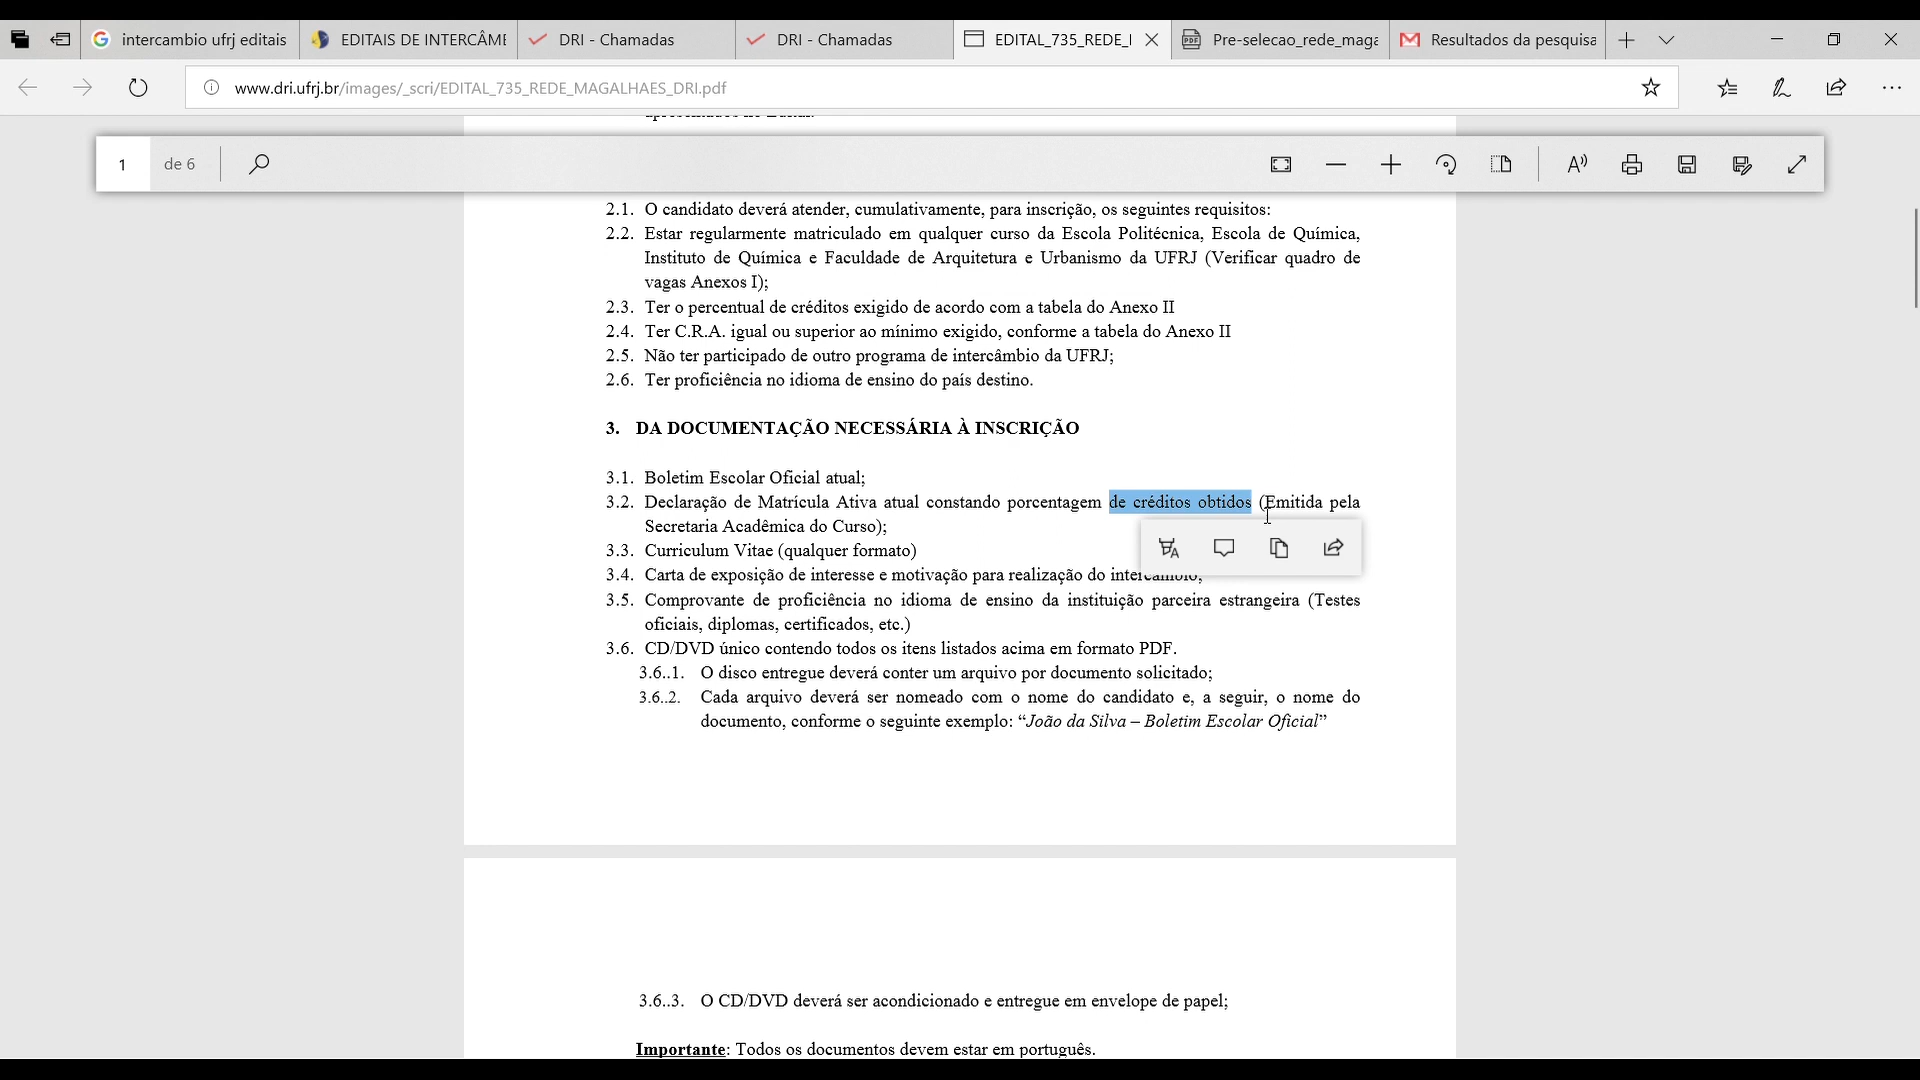 intercambio ufrj editais
EDITAIS DE INTERCÂM
DRI - Chamadas
DRI - Chamadas
EDITAL_735_REDE_
Pre-selecao_rede_maga
Resultados da pesquisa
www.dri.ufrj.br/images/_scri/EDITAL_735_REDE_MAGALHAES_DRI.pdf
1 de 6
2.1. O candidato deverá atender, cumulativamente, para inscrição, os seguintes requisitos:
2.2. Estar regularmente matriculado em qualquer curso da Escola Politécnica, Escola de Química,
Instituto de Química e Faculdade de Arquitetura e Urbanismo da UFRJ (Verificar quadro de
vagas Anexos I);
2.3. Ter o percentual de créditos exigido de acordo com a tabela do Anexo II
2.4. Ter C.R.A. igual ou superior ao mínimo exigido, conforme a tabela do Anexo II
2.5. Não ter participado de outro programa de intercâmbio da UFRJ;
2.6. Ter proficiência no idioma de ensino do país destino.
3. DA DOCUMENTAÇÃO NECESSÁRIA À INSCRIÇÃO
3.1. Boletim Escolar Oficial atual;
3.2. Declaração de Matrícula Ativa atual constando porcentagem de créditos obtidos (Emitida pela
Secretaria Acadêmica do Curso);
3.3. Curriculum Vitae (qualquer formato)
3.4. Carta de exposição de interesse e motivação para realização do intercâmbio;
3.5. Comprovante de proficiência no idioma de ensino da instituição parceira estrangeira (Testes
oficiais, diplomas, certificados, etc.)
3.6. CD/DVD único contendo todos os itens listados acima em formato PDF.
3.6..1. O disco entregue deverá conter um arquivo por documento solicitado;
3.6..2. Cada arquivo deverá ser nomeado com o nome do candidato e, a seguir, o nome do
documento, conforme o seguinte exemplo: “João da Silva – Boletim Escolar Oficial”
3.6..3. O CD/DVD deverá ser acondicionado e entregue em envelope de papel;
Importante: Todos os documentos devem estar em português.